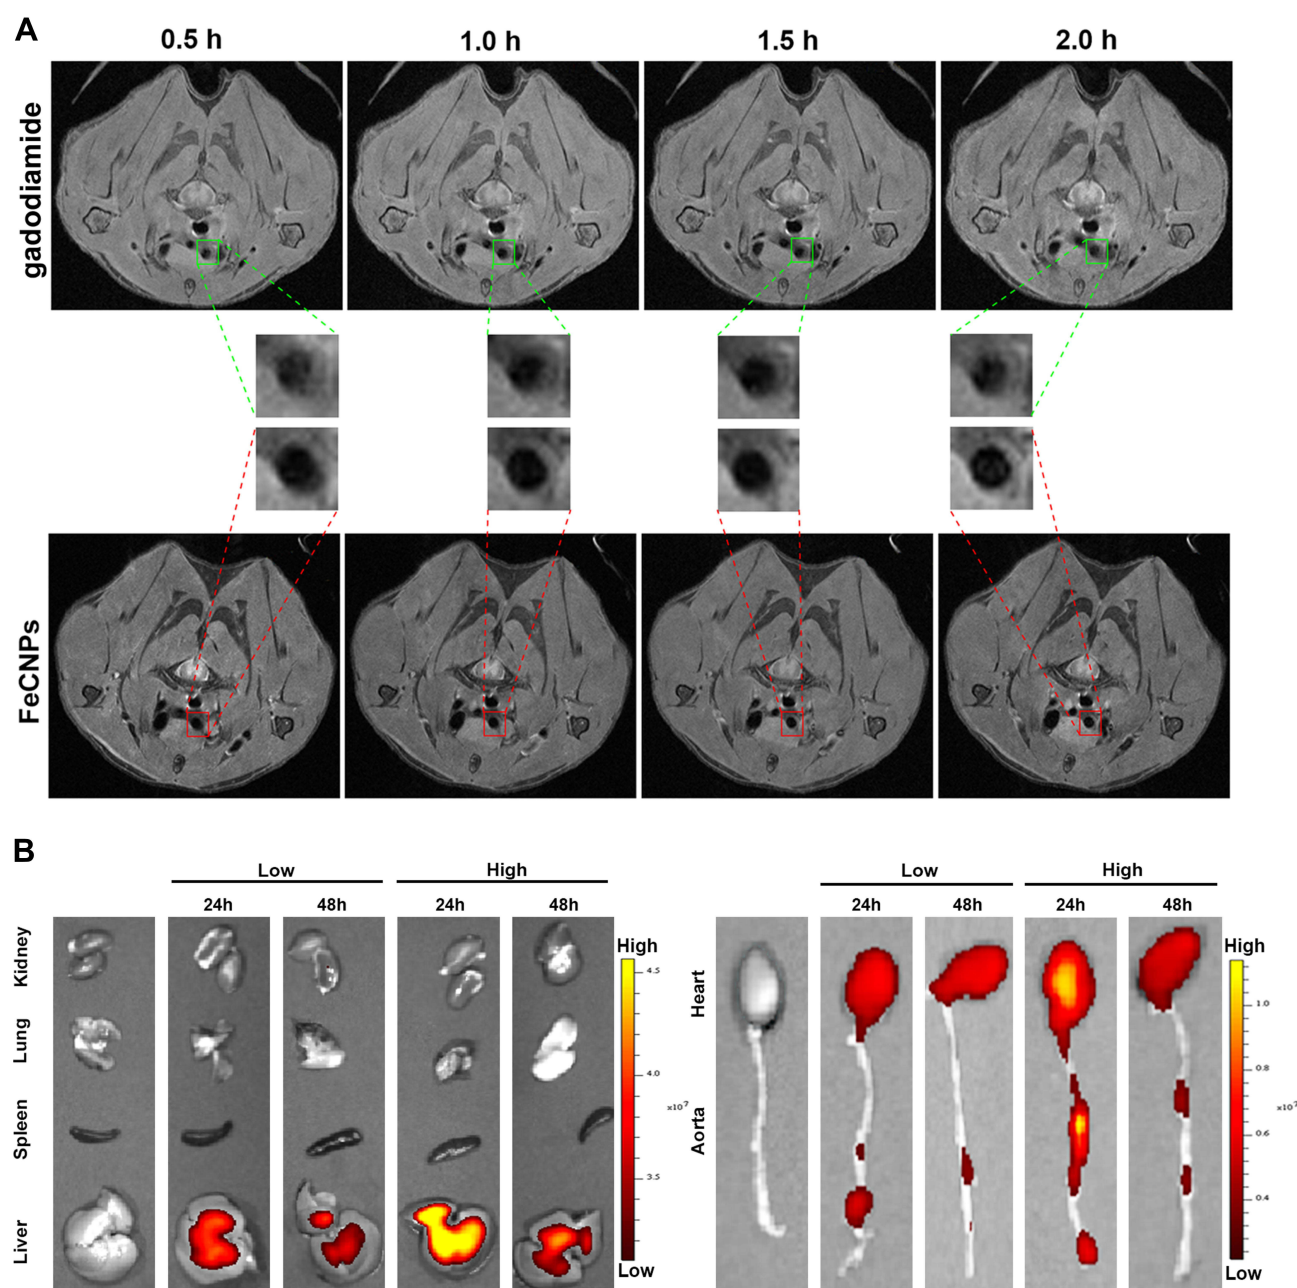 A
0.5 h 1.0 h 1.5 h 2.0 h
gadodiamide
FeCNPs
B
Low High
24h 48h 24h 48h
Kidney
Lung
Spleen
Liver
High
4.5
4.0
x10⁷
3.5
Low
Low High
24h 48h 24h 48h
Heart
Aorta
High
1.0
0.8
x10⁷
0.6
0.4
Low